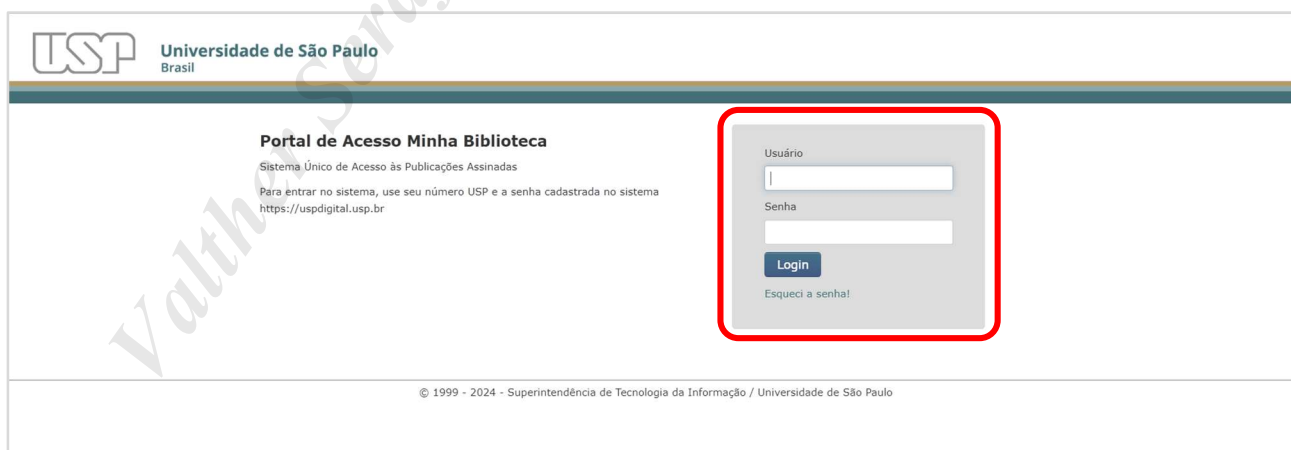 USP
Universidade de São Paulo
Brasil
Portal de Acesso Minha Biblioteca
Sistema Único de Acesso às Publicações Assinadas
Para entrar no sistema, use seu número USP e a senha cadastrada no sistema
https://uspdigital.usp.br
Usuário
Senha
Login
Esqueci a senha!
© 1999 - 2024 - Superintendência de Tecnologia da Informação / Universidade de São Paulo
Valther